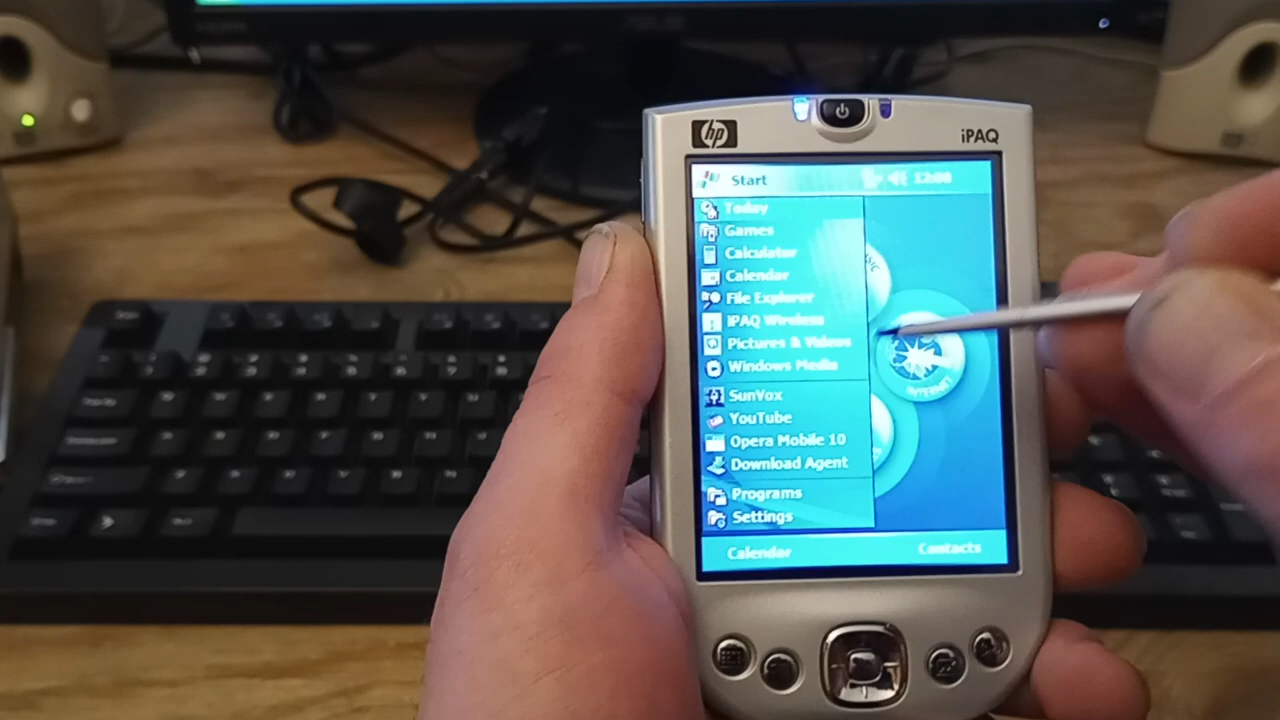 hp
iPAQ
Start
12:00
Today
Games
Calculator
Calendar
File Explorer
iPAQ Wireless
Pictures & Videos
Windows Media
SunVox
YouTube
Opera Mobile 10
Download Agent
Programs
Settings
INTERNET
Calendar
Contacts